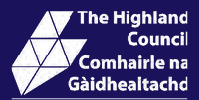 The Highland
Council
Comhairle na
Gàidhealtachd